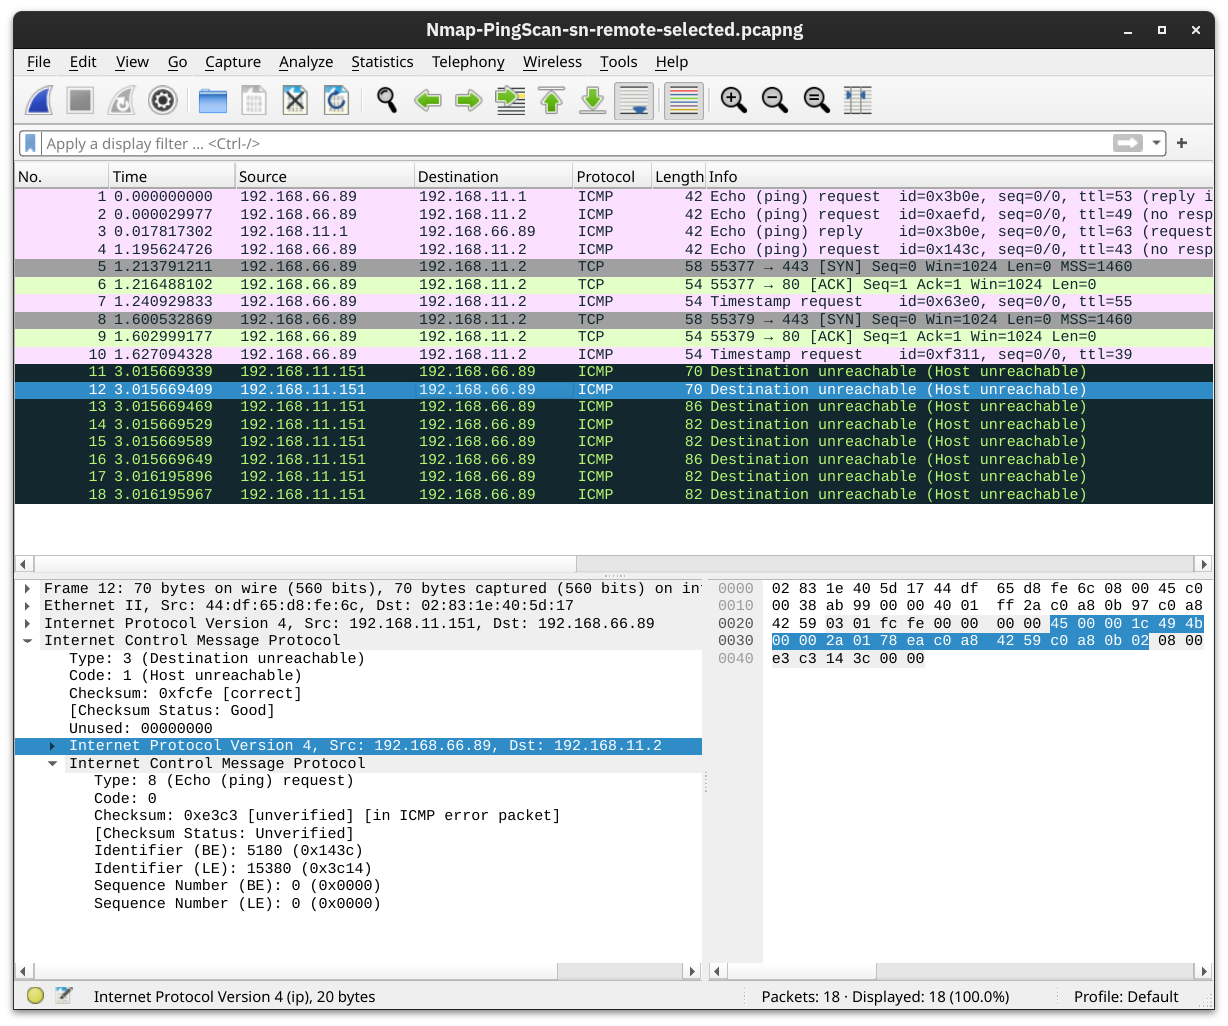 Nmap-PingScan-sn-remote-selected.pcapng
File Edit View Go Capture Analyze Statistics Telephony Wireless Tools Help
Apply a display filter ... <Ctrl-/>
No. Time Source Destination Protocol Length Info
1 0.000000000 192.168.66.89 192.168.11.1 ICMP 42 Echo (ping) request id=0x3b0e, seq=0/0, ttl=53 (reply i
2 0.000029977 192.168.66.89 192.168.11.2 ICMP 42 Echo (ping) request id=0xaefd, seq=0/0, ttl=49 (no resp
3 0.017817302 192.168.11.1 192.168.66.89 ICMP 42 Echo (ping) reply id=0x3b0e, seq=0/0, ttl=63 (request
4 1.195624726 192.168.66.89 192.168.11.2 ICMP 42 Echo (ping) request id=0x143c, seq=0/0, ttl=43 (no resp
5 1.213791211 192.168.66.89 192.168.11.2 TCP 58 55377 → 443 [SYN] Seq=0 Win=1024 Len=0 MSS=1460
6 1.216488102 192.168.66.89 192.168.11.2 TCP 54 55377 → 80 [ACK] Seq=1 Ack=1 Win=1024 Len=0
7 1.240929833 192.168.66.89 192.168.11.2 ICMP 54 Timestamp request id=0x63e0, seq=0/0, ttl=55
8 1.600532869 192.168.66.89 192.168.11.2 TCP 58 55379 → 443 [SYN] Seq=0 Win=1024 Len=0 MSS=1460
9 1.602999177 192.168.66.89 192.168.11.2 TCP 54 55379 → 80 [ACK] Seq=1 Ack=1 Win=1024 Len=0
10 1.627094328 192.168.66.89 192.168.11.2 ICMP 54 Timestamp request id=0xf311, seq=0/0, ttl=39
11 3.015669339 192.168.11.151 192.168.66.89 ICMP 70 Destination unreachable (Host unreachable)
12 3.015669409 192.168.11.151 192.168.66.89 ICMP 70 Destination unreachable (Host unreachable)
13 3.015669469 192.168.11.151 192.168.66.89 ICMP 86 Destination unreachable (Host unreachable)
14 3.015669529 192.168.11.151 192.168.66.89 ICMP 82 Destination unreachable (Host unreachable)
15 3.015669589 192.168.11.151 192.168.66.89 ICMP 82 Destination unreachable (Host unreachable)
16 3.015669649 192.168.11.151 192.168.66.89 ICMP 86 Destination unreachable (Host unreachable)
17 3.016195896 192.168.11.151 192.168.66.89 ICMP 82 Destination unreachable (Host unreachable)
18 3.016195967 192.168.11.151 192.168.66.89 ICMP 82 Destination unreachable (Host unreachable)
Frame 12: 70 bytes on wire (560 bits), 70 bytes captured (560 bits) on in
Ethernet II, Src: 44:df:65:d8:fe:6c, Dst: 02:83:1e:40:5d:17
Internet Protocol Version 4, Src: 192.168.11.151, Dst: 192.168.66.89
Internet Control Message Protocol
Type: 3 (Destination unreachable)
Code: 1 (Host unreachable)
Checksum: 0xfcfe [correct]
[Checksum Status: Good]
Unused: 00000000
Internet Protocol Version 4, Src: 192.168.66.89, Dst: 192.168.11.2
Internet Control Message Protocol
Type: 8 (Echo (ping) request)
Code: 0
Checksum: 0xe3c3 [unverified] [in ICMP error packet]
[Checksum Status: Unverified]
Identifier (BE): 5180 (0x143c)
Identifier (LE): 15380 (0x3c14)
Sequence Number (BE): 0 (0x0000)
Sequence Number (LE): 0 (0x0000)
0000 02 83 1e 40 5d 17 44 df 65 d8 fe 6c 08 00 45 c0
0010 00 38 ab 99 00 00 40 01 ff 2a c0 a8 0b 97 c0 a8
0020 42 59 03 01 fc fe 00 00 00 00 45 00 00 1c 49 4b
0030 00 00 2a 01 78 ea c0 a8 42 59 c0 a8 0b 02 08 00
0040 e3 c3 14 3c 00 00
Internet Protocol Version 4 (ip), 20 bytes
Packets: 18 · Displayed: 18 (100.0%)
Profile: Default